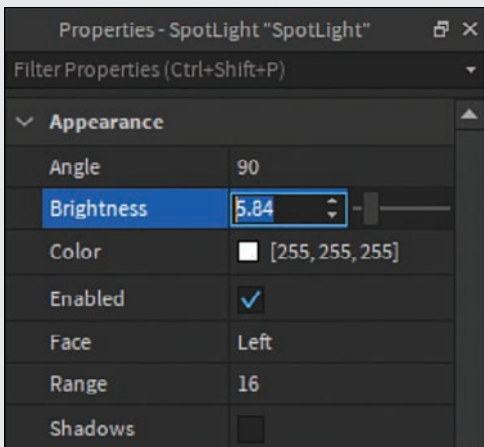 Properties - SpotLight "SpotLight"
Filter Properties (Ctrl+Shift+P)
Appearance
Angle 90
Brightness 5.84
Color [255, 255, 255]
Enabled
Face Left
Range 16
Shadows